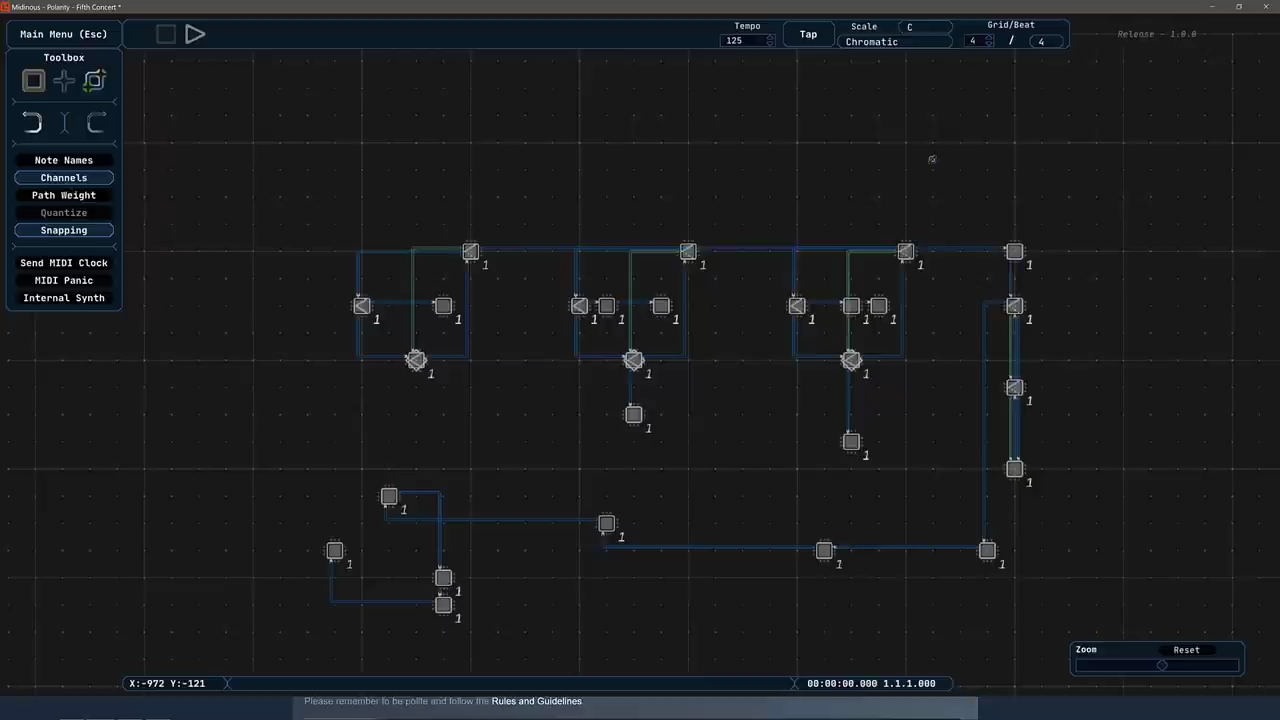 Midinous - Polarity - Fifth Concert *
Main Menu (Esc)
Tempo
125
Tap
Scale
C
Chromatic
Grid/Beat
4 / 4
Release - 1.0.0
Toolbox
Note Names
Channels
Path Weight
Quantize
Snapping
Send MIDI Clock
MIDI Panic
Internal Synth
1 1 1
1 1 1 1 1 1 1 1
1 1 1
1
1
1
1
1
1
1 1 1
1
1
Zoom
Reset
X:-972 Y:-121
00:00:00.000 1.1.1.000
Please remember to be polite and follow the Rules and Guidelines